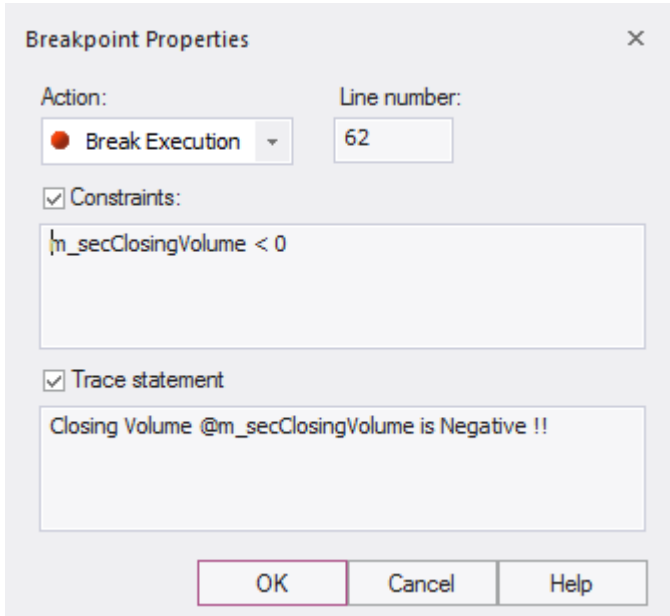 Breakpoint Properties
Action: Line number:
Break Execution 62
Constraints:
m_secClosingVolume < 0
Trace statement
Closing Volume @m_secClosingVolume is Negative !!
OK Cancel Help